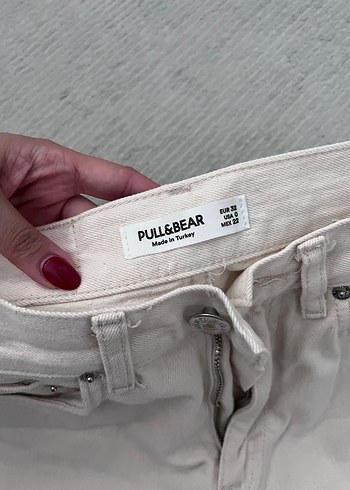 PULL&BEAR
Made in Turkey
EUR 32
USA 0
MEX 22